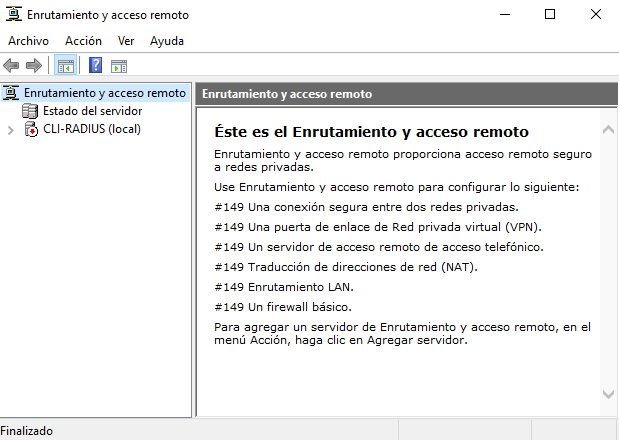 Enrutamiento y acceso remoto
Archivo Acción Ver Ayuda
Enrutamiento y acceso remoto
Estado del servidor
CLI-RADIUS (local)
Enrutamiento y acceso remoto
Éste es el Enrutamiento y acceso remoto
Enrutamiento y acceso remoto proporciona acceso remoto seguro
a redes privadas.
Use Enrutamiento y acceso remoto para configurar lo siguiente:
#149 Una conexión segura entre dos redes privadas.
#149 Una puerta de enlace de Red privada virtual (VPN).
#149 Un servidor de acceso remoto de acceso telefónico.
#149 Traducción de direcciones de red (NAT).
#149 Enrutamiento LAN.
#149 Un firewall básico.
Para agregar un servidor de Enrutamiento y acceso remoto, en el
menú Acción, haga clic en Agregar servidor.
Finalizado